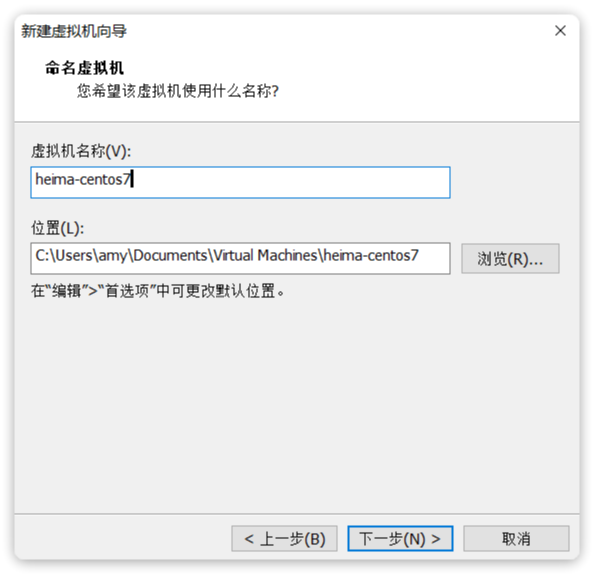 新建虚拟机向导
命名虚拟机
您希望该虚拟机使用什么名称?
虚拟机名称(V):
heima-centos7
位置(L):
C:\Users\amy\Documents\Virtual Machines\heima-centos7
浏览(R)...
在“编辑”>“首选项”中可更改默认位置。
< 上一步(B)
下一步(N) >
取消